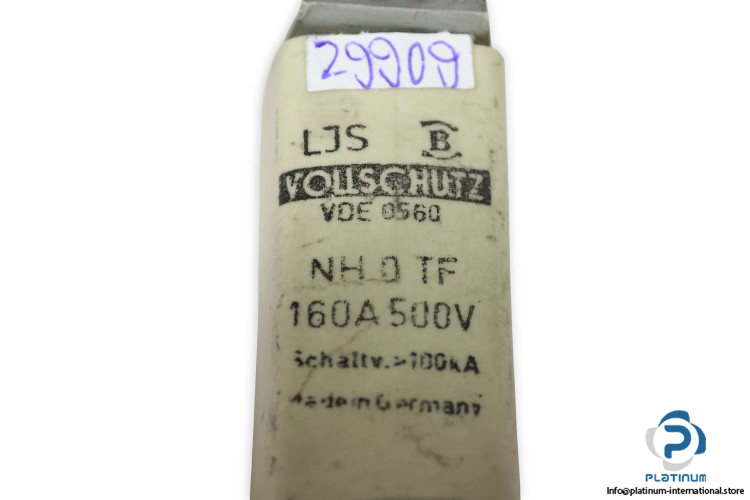 29909
LJS B
VOLLSCHUTZ
VDE 0560
NH 0 TF
160A 500V
Schaltv.>100kA
Made in Germany
PLATINUM
Info@platinum-international.store